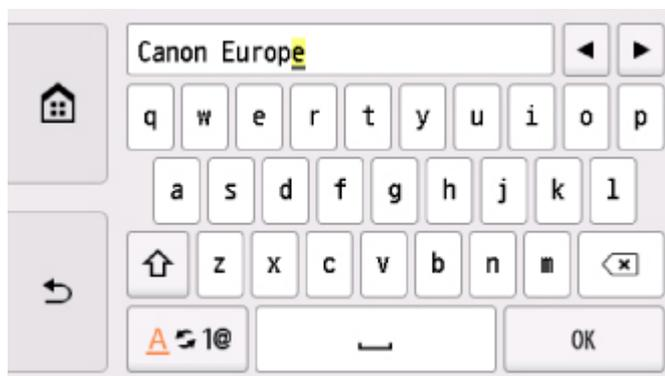 Canon Europe
q w e r t y u i o p
a s d f g h j k l
z x c v b n m
A 1@ OK